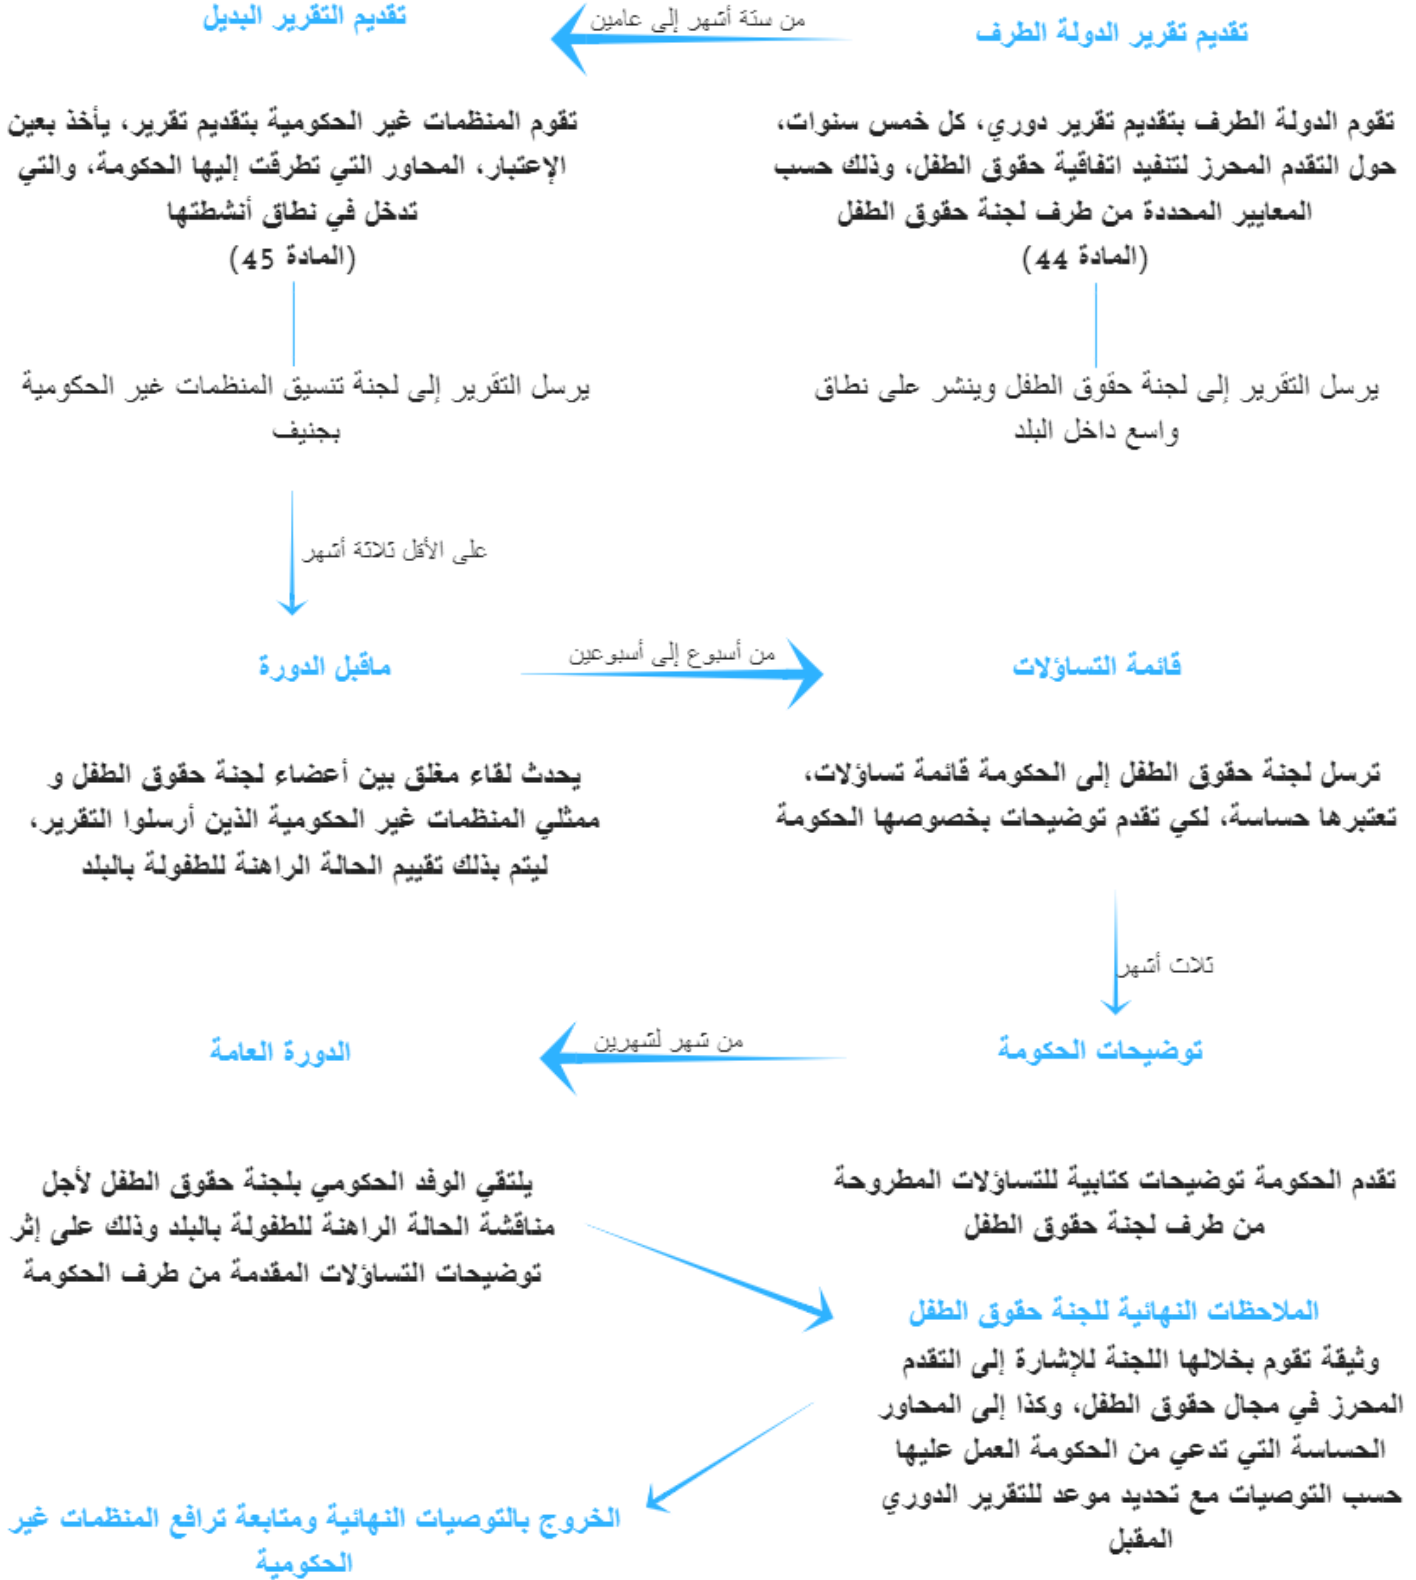 تقديم تقرير الدولة الطرف
تقوم الدولة الطرف بتقديم تقرير دوري، كل خمس سنوات،
حول التقدم المحرز لتنفيد اتفاقية حقوق الطفل، وذلك حسب
المعايير المحددة من طرف لجنة حقوق الطفل
(المادة 44)
يرسل التقرير إلى لجنة حقوق الطفل وينشر على نطاق
واسع داخل البلد
من ستة أشهر إلى عامين
تقديم التقرير البديل
تقوم المنظمات غير الحكومية بتقديم تقرير، يأخذ بعين
الإعتبار، المحاور التي تطرقت إليها الحكومة، والتي
تدخل في نطاق أنشطتها
(المادة 45)
يرسل التقرير إلى لجنة تنسيق المنظمات غير الحكومية
بجنيف
على الأقل ثلاثة أشهر
ماقبل الدورة
يحدث لقاء مغلق بين أعضاء لجنة حقوق الطفل و
ممثلي المنظمات غير الحكومية الذين أرسلوا التقرير،
ليتم بذلك تقييم الحالة الراهنة للطفولة بالبلد
من أسبوع إلى أسبوعين
قائمة التساؤلات
ترسل لجنة حقوق الطفل إلى الحكومة قائمة تساؤلات،
تعتبرها حساسة، لكي تقدم توضيحات بخصوصها الحكومة
ثلاث أشهر
توضيحات الحكومة
تقدم الحكومة توضيحات كتابية للتساؤلات المطروحة
من طرف لجنة حقوق الطفل
من شهر لشهرين
الدورة العامة
يلتقي الوفد الحكومي بلجنة حقوق الطفل لأجل
مناقشة الحالة الراهنة للطفولة بالبلد وذلك على إثر
توضيحات التساؤلات المقدمة من طرف الحكومة
الملاحظات النهائية للجنة حقوق الطفل
وثيقة تقوم بخلالها اللجنة للإشارة إلى التقدم
المحرز في مجال حقوق الطفل، وكذا إلى المحاور
الحساسة التي تدعي من الحكومة العمل عليها
حسب التوصيات مع تحديد موعد للتقرير الدوري
المقبل
الخروج بالتوصيات النهائية ومتابعة ترافع المنظمات غير
الحكومية